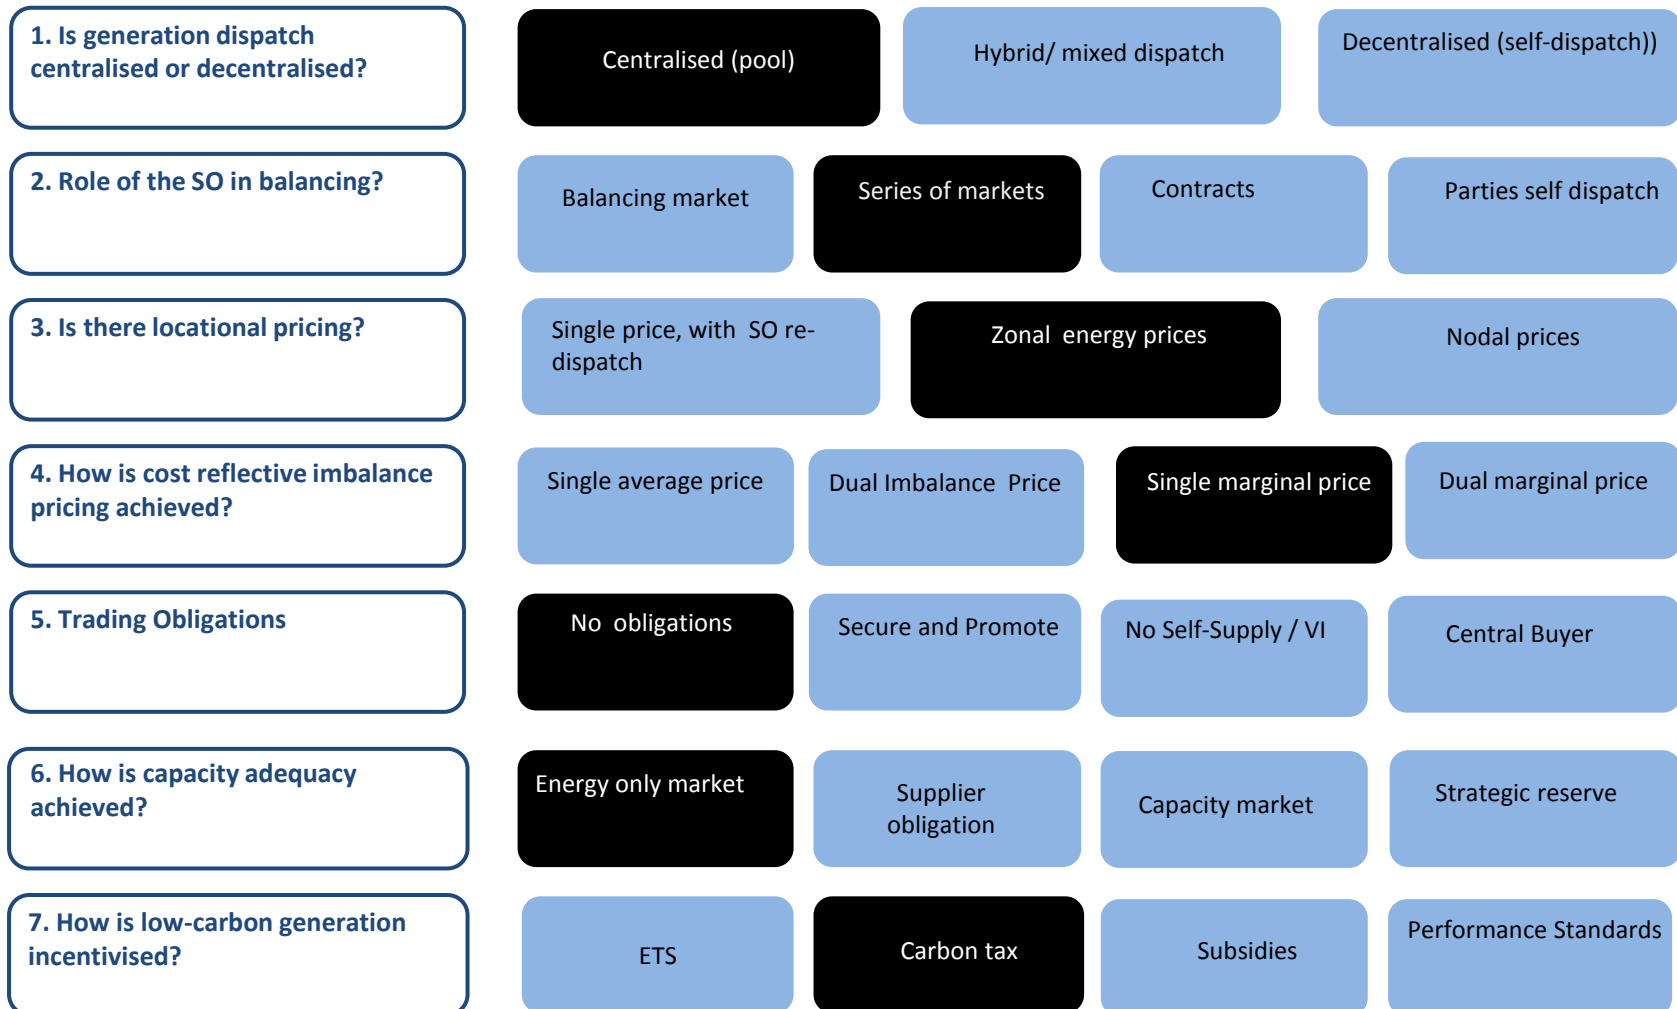 1. Is generation dispatch
centralised or decentralised?
Centralised (pool)
Hybrid/ mixed dispatch
Decentralised (self-dispatch))
2. Role of the SO in balancing?
Balancing market
Series of markets
Contracts
Parties self dispatch
3. Is there locational pricing?
Single price, with  SO re-
dispatch
Zonal  energy prices
Nodal prices
4. How is cost reflective imbalance
pricing achieved?
Single average price
Dual Imbalance  Price
Single marginal price
Dual marginal price
5. Trading Obligations
No  obligations
Secure and Promote
No Self-Supply / VI
Central Buyer
6. How is capacity adequacy
achieved?
Energy only market
Supplier
obligation
Capacity market
Strategic reserve
7. How is low-carbon generation
incentivised?
ETS
Carbon tax
Subsidies
Performance Standards